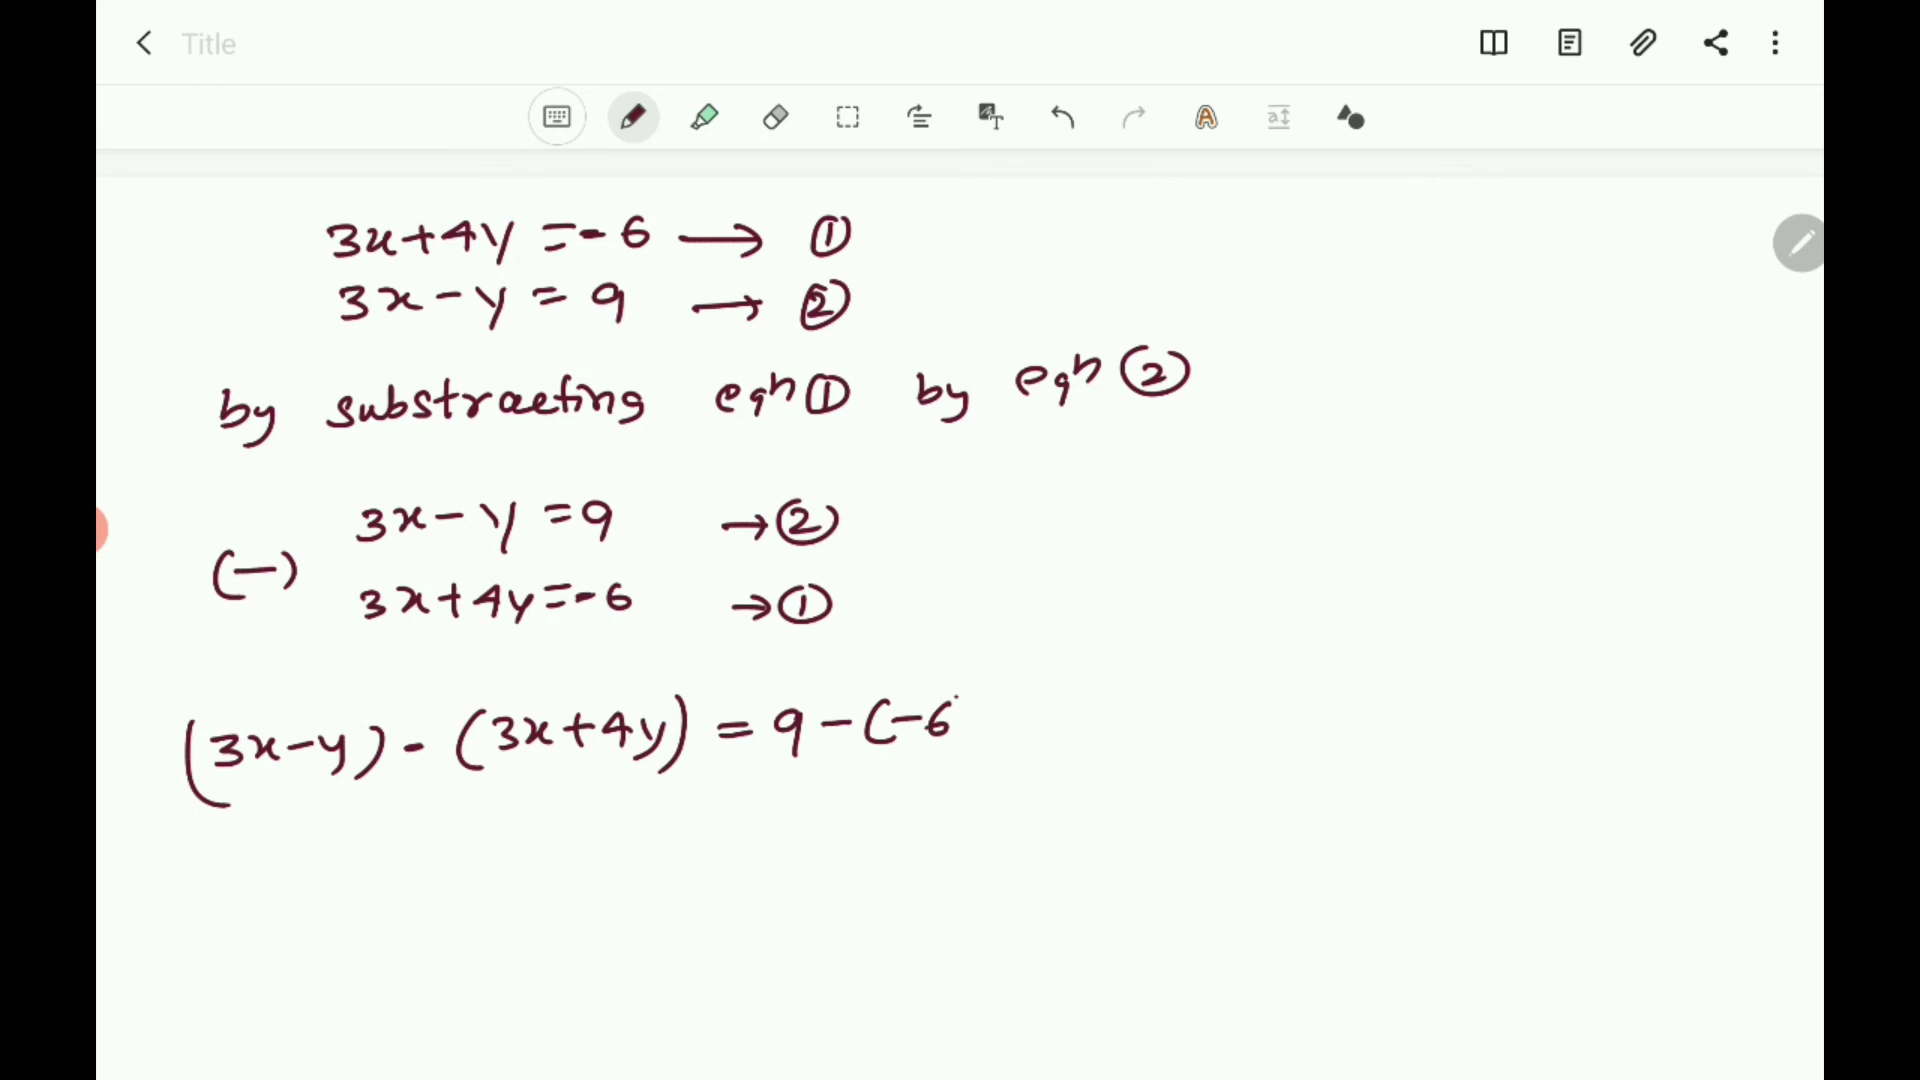 Title
3x+4y =-6 → ①
3x-y = 9 → ②
by substracting eqn ① by eqn ②
3x-y =9 → ②
(-)
3x+4y=-6 → ①
(3x-y) - (3x+4y) = 9-(-6